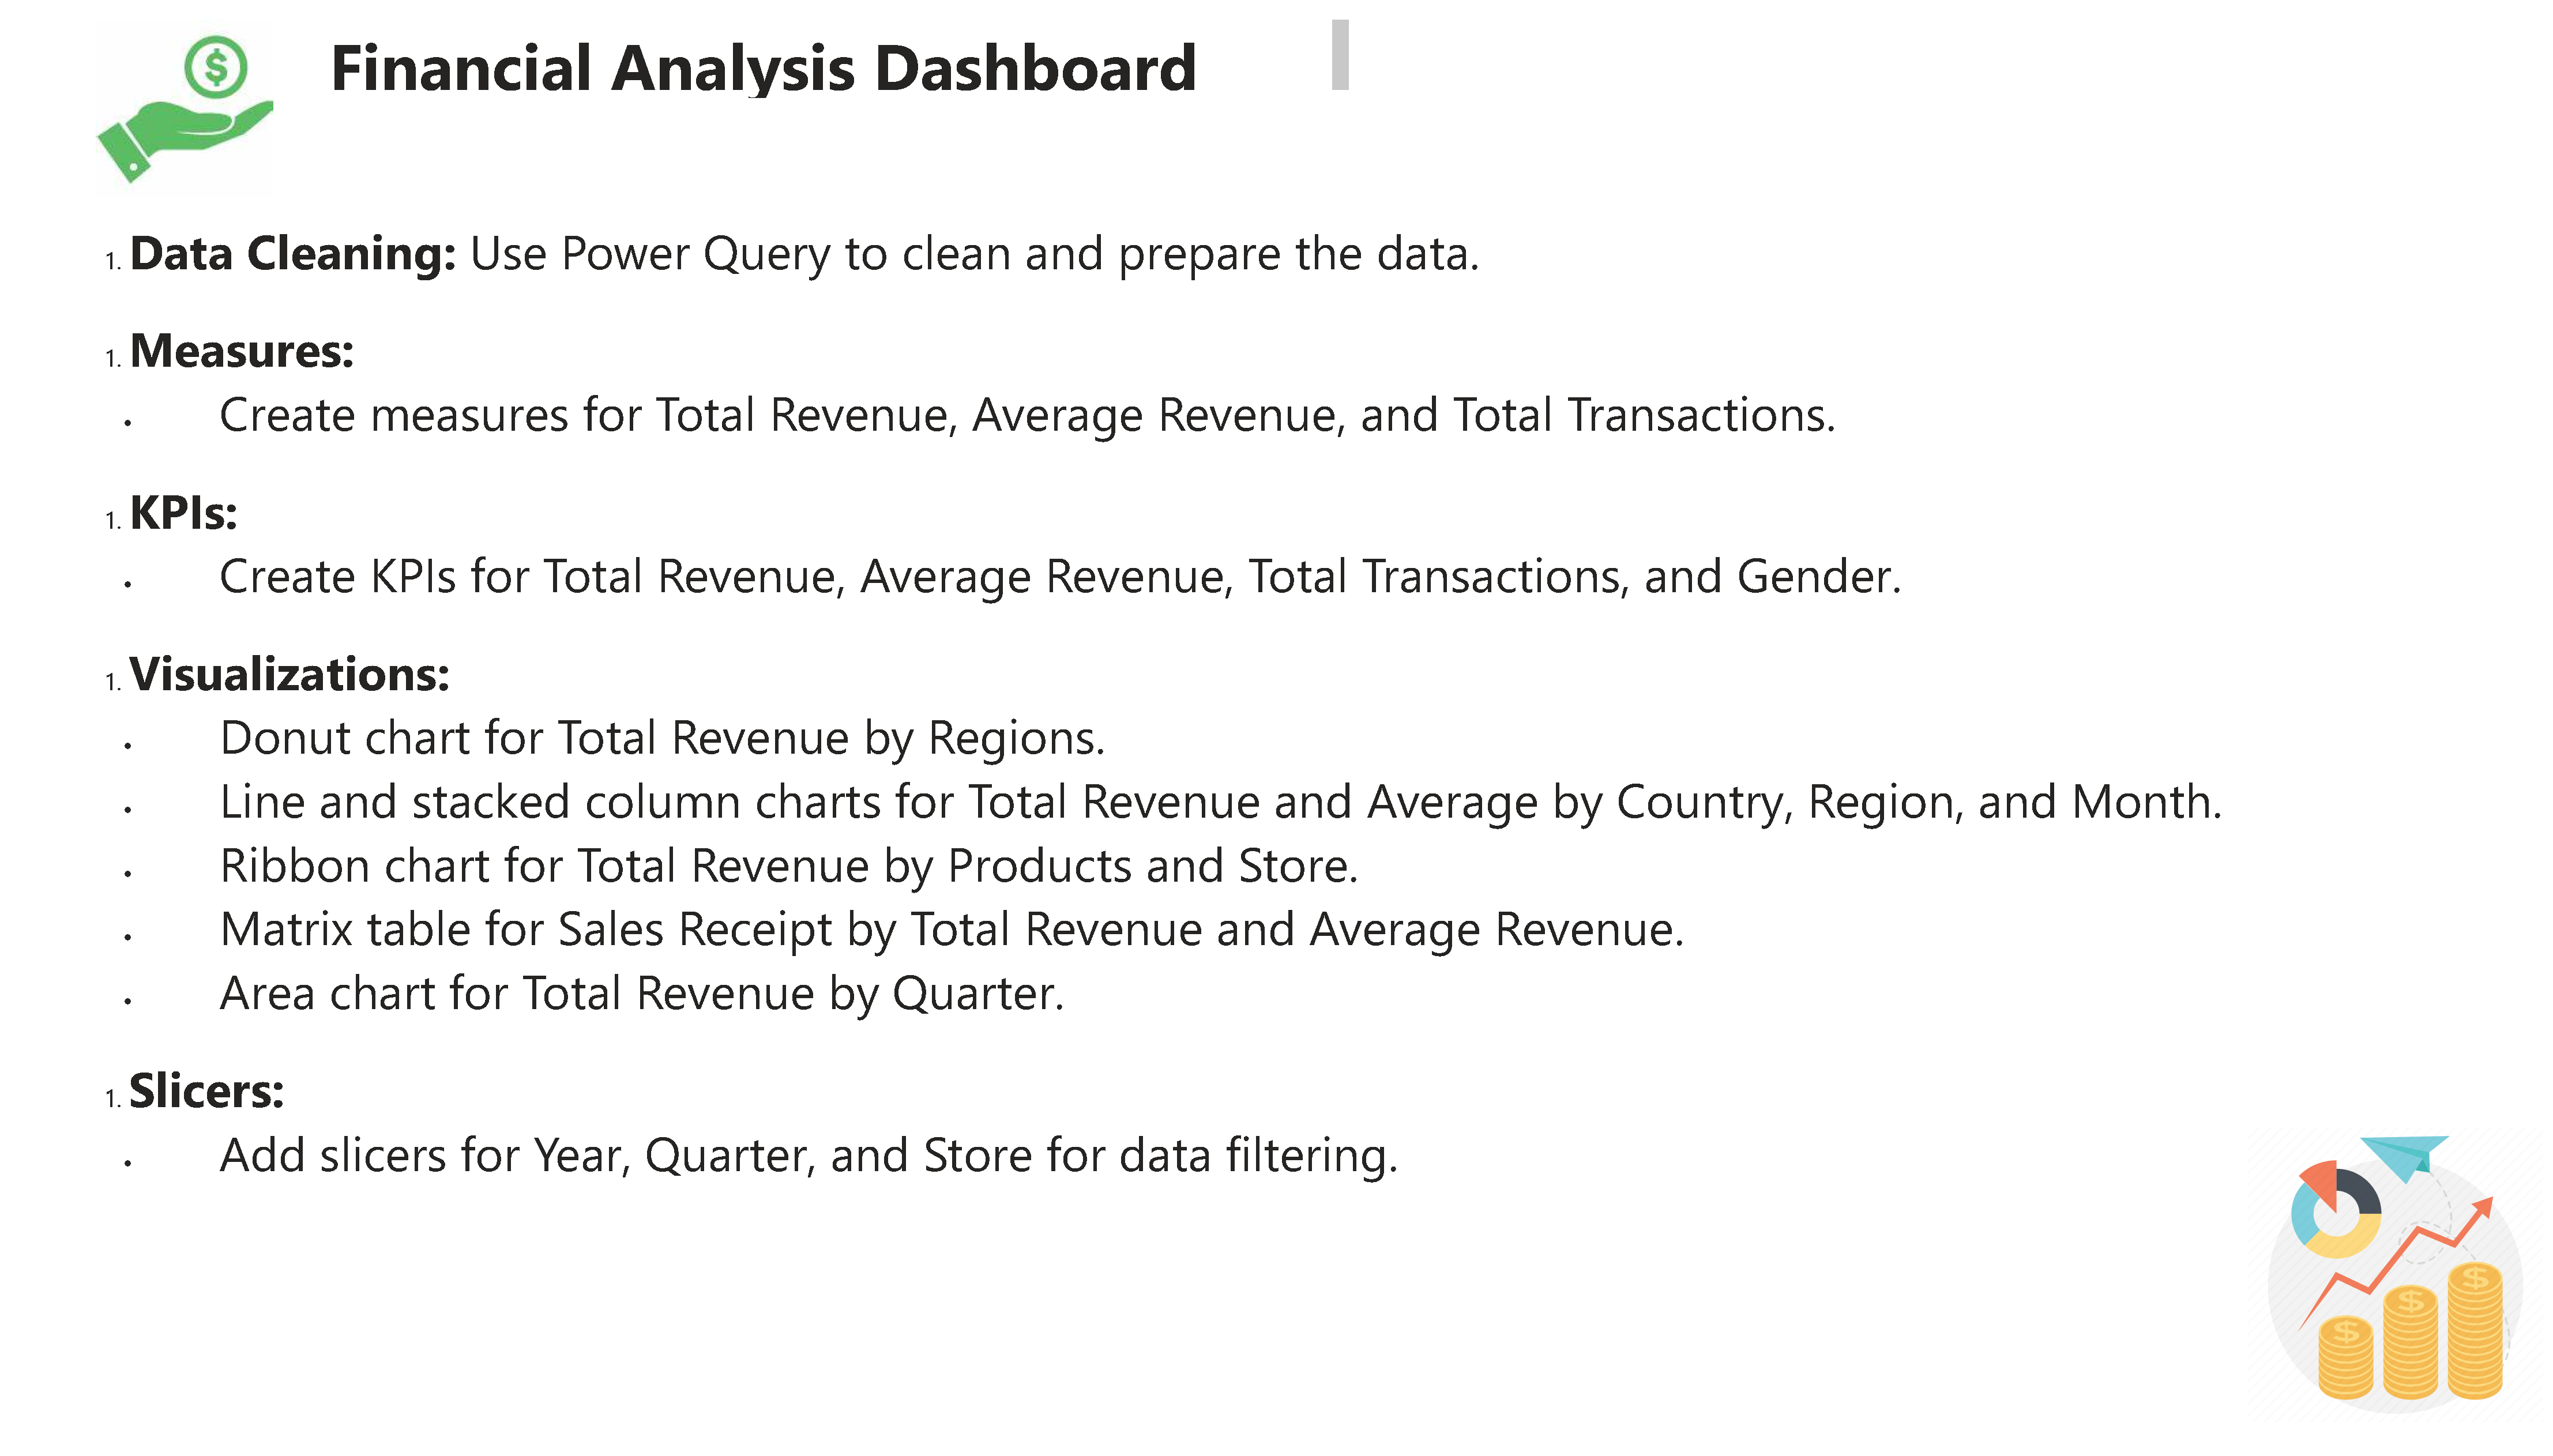 Financial Analysis Dashboard
1. Data Cleaning: Use Power Query to clean and prepare the data.
1. Measures:
• Create measures for Total Revenue, Average Revenue, and Total Transactions.
1. KPIs:
• Create KPIs for Total Revenue, Average Revenue, Total Transactions, and Gender.
1. Visualizations:
• Donut chart for Total Revenue by Regions.
• Line and stacked column charts for Total Revenue and Average by Country, Region, and Month.
• Ribbon chart for Total Revenue by Products and Store.
• Matrix table for Sales Receipt by Total Revenue and Average Revenue.
• Area chart for Total Revenue by Quarter.
1. Slicers:
• Add slicers for Year, Quarter, and Store for data filtering.